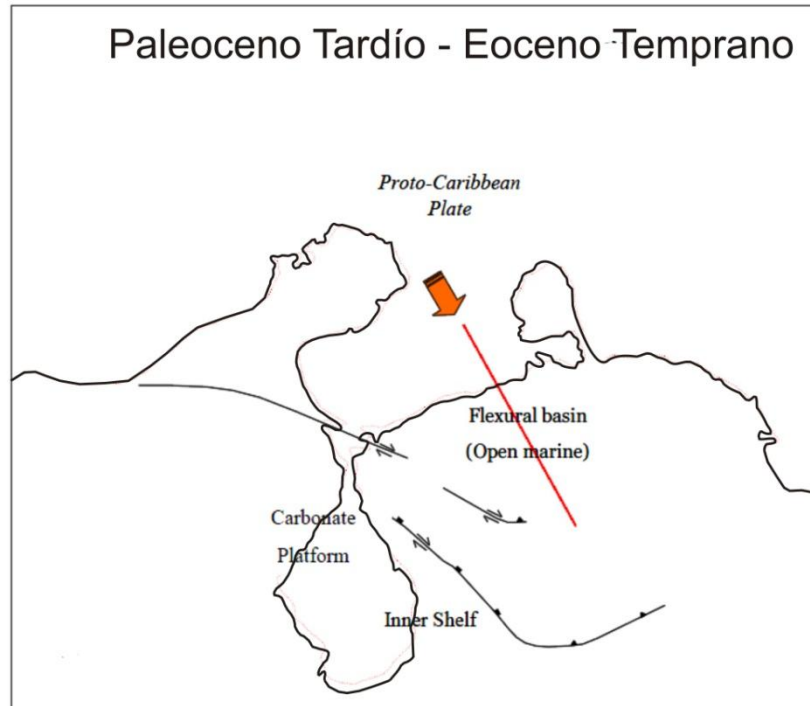 Paleoceno Tardío - Eoceno Temprano
Proto-Caribbean
Plate
Flexural basin
(Open marine)
Carbonate
Platform
Inner Shelf